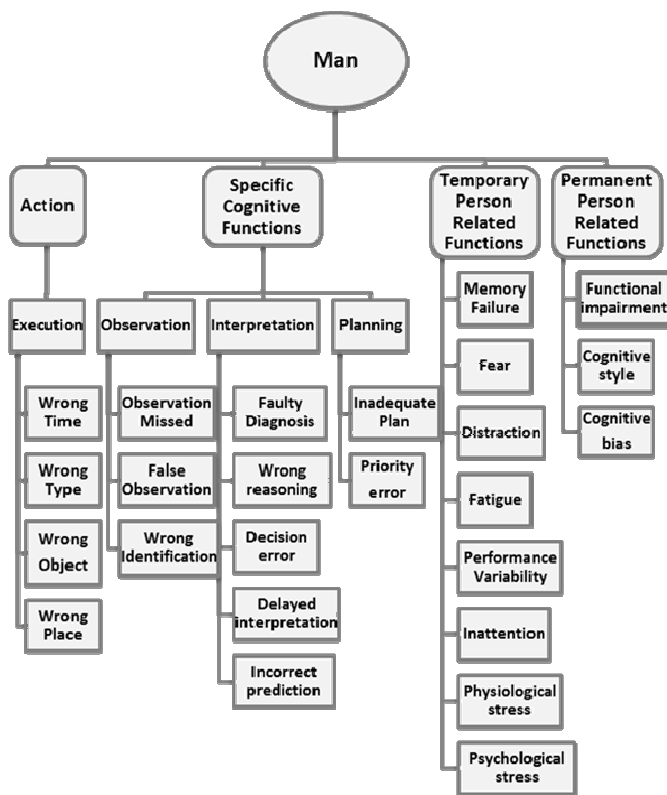 Man
Action
Specific
Cognitive
Functions
Temporary
Person
Related
Functions
Permanent
Person
Related
Functions
Execution
Wrong
Time
Wrong
Type
Wrong
Object
Wrong
Place
Observation
Observation
Missed
False
Observation
Wrong
Identification
Interpretation
Faulty
Diagnosis
Wrong
reasoning
Decision
error
Delayed
interpretation
Incorrect
prediction
Planning
Inadequate
Plan
Priority
error
Memory
Failure
Fear
Distraction
Fatigue
Performance
Variability
Inattention
Physiological
stress
Psychological
stress
Functional
impairment
Cognitive
style
Cognitive
bias